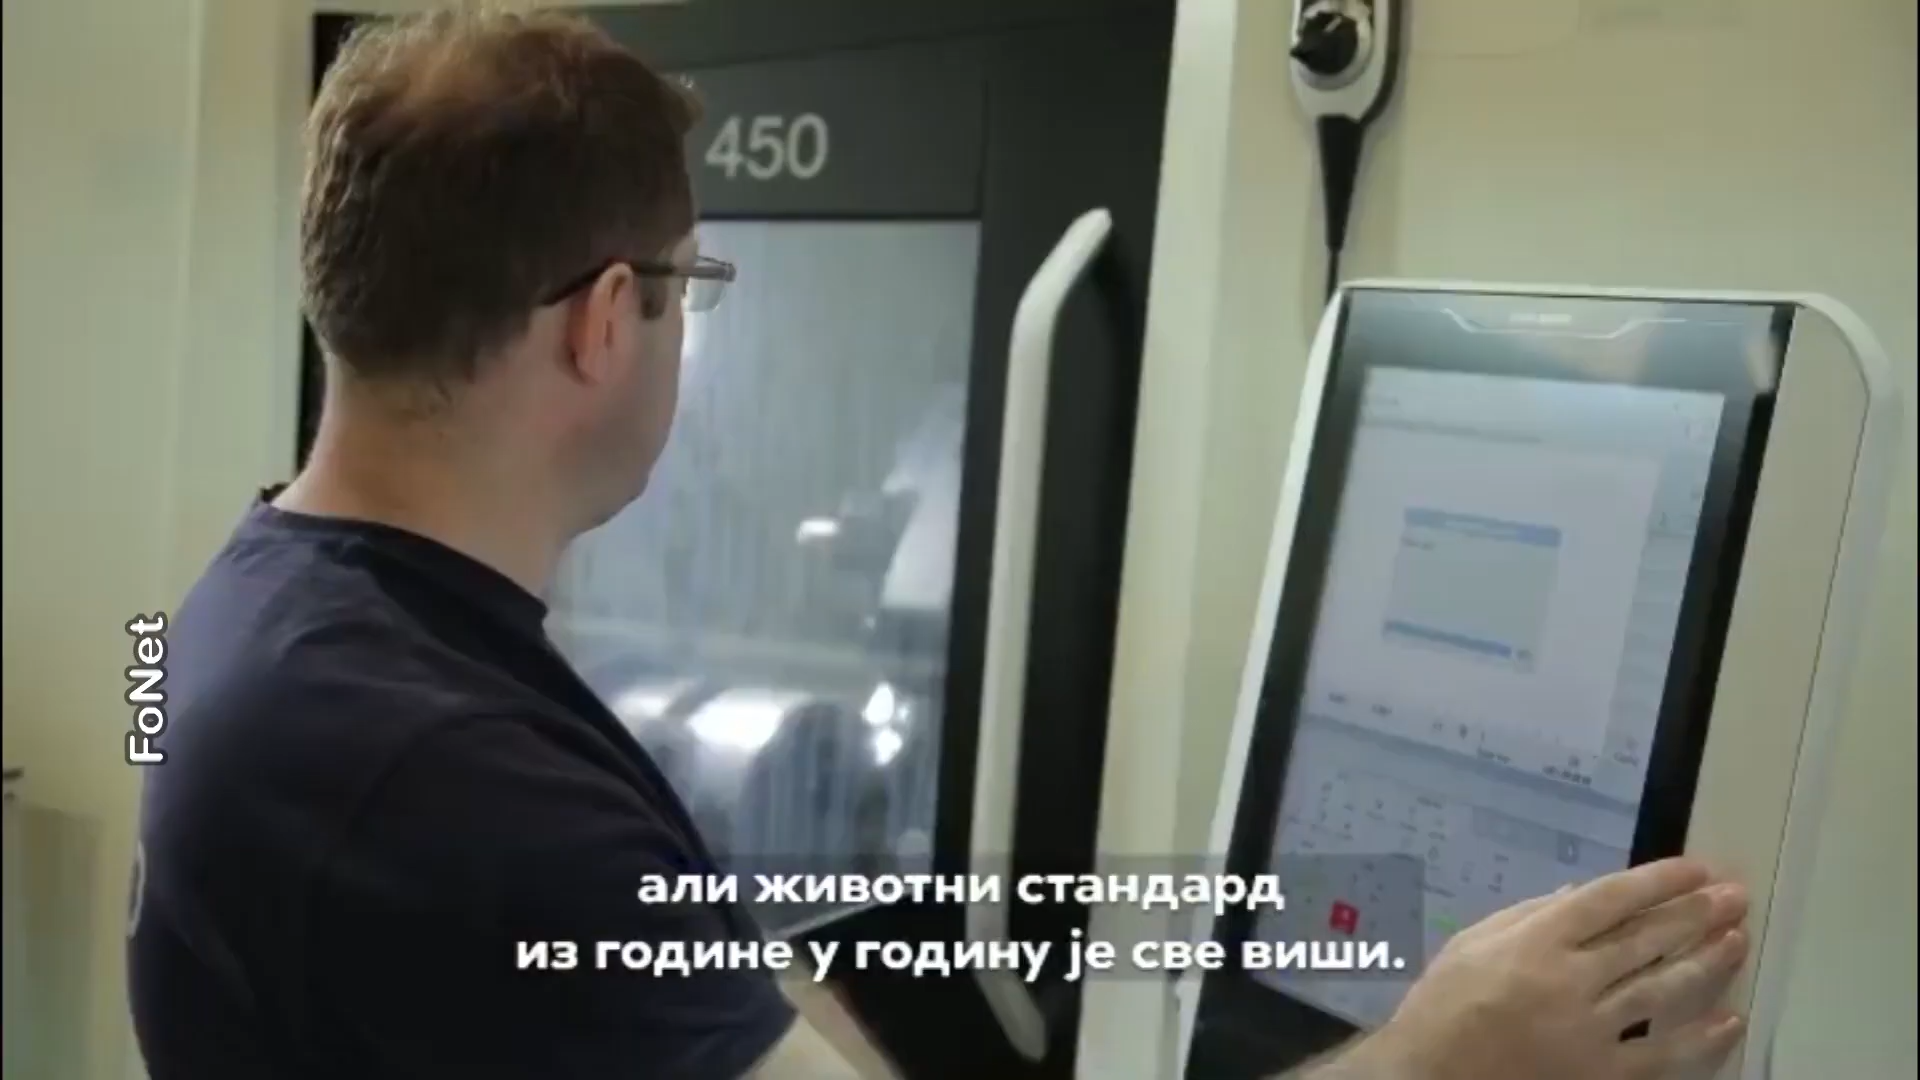 450
FoNet
али животни стандард
из године у годину је све виши.